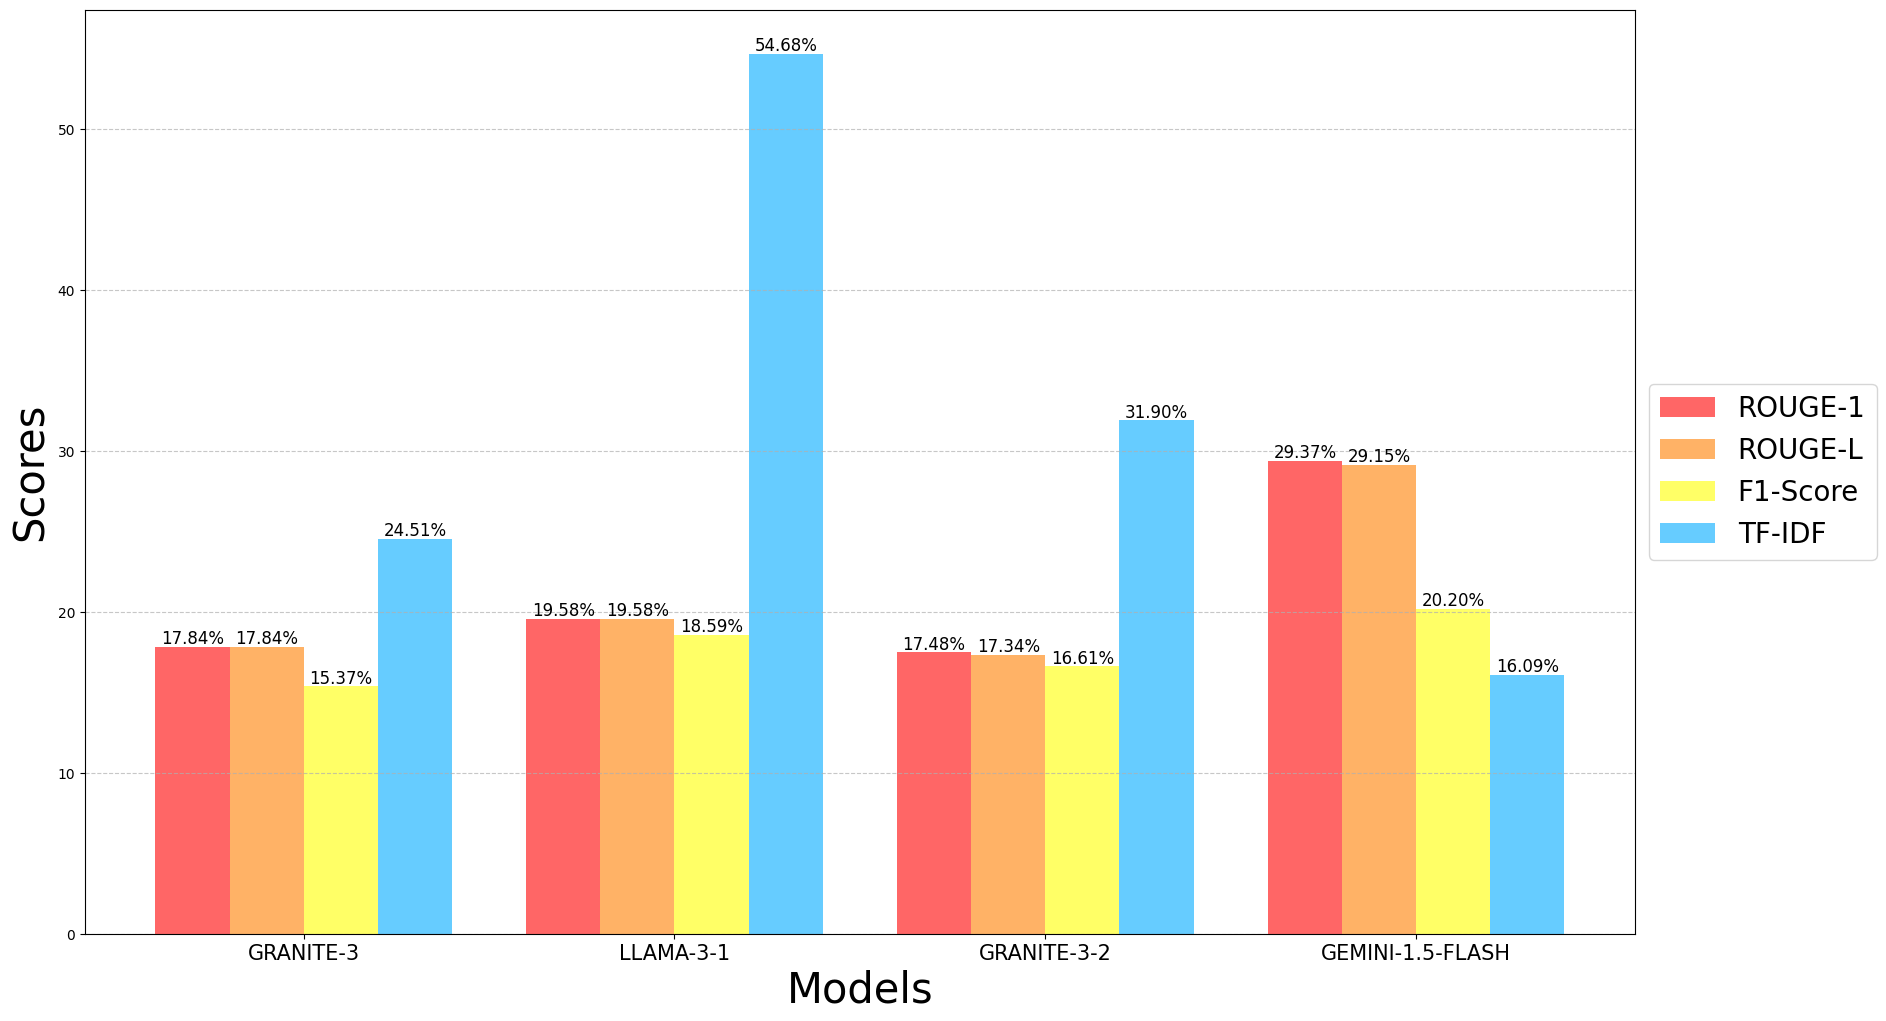 Scores
50
40
30
20
10
0
17.84% 17.84% 15.37% 24.51%
19.58% 19.58% 18.59% 54.68%
17.48% 17.34% 16.61% 31.90%
29.37% 29.15% 20.20% 16.09%
GRANITE-3 LLAMA-3-1 GRANITE-3-2 GEMINI-1.5-FLASH
Models
ROUGE-1
ROUGE-L
F1-Score
TF-IDF